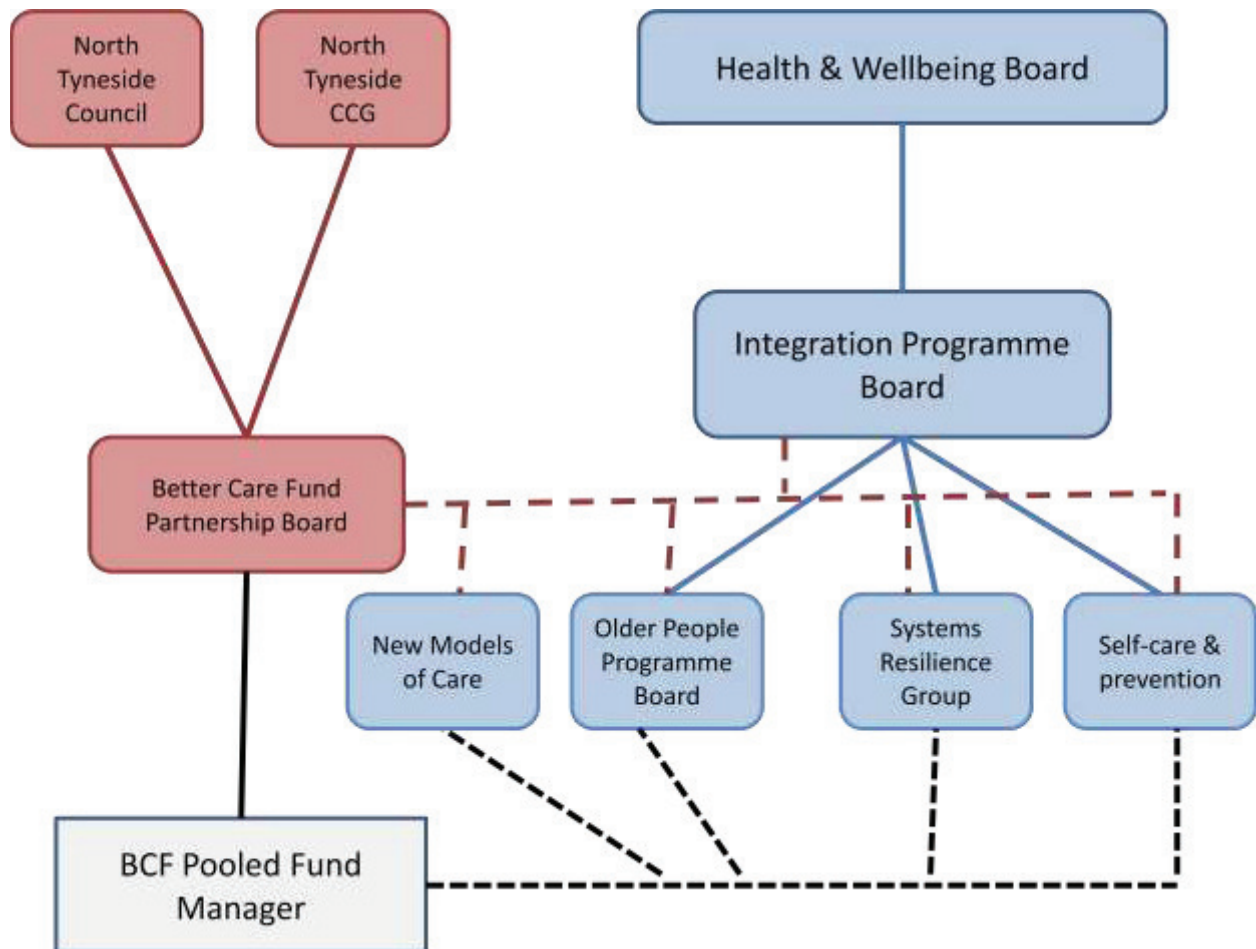 North
Tyneside
Council
North
Tyneside
CCG
Health & Wellbeing Board
Integration Programme
Board
Better Care Fund
Partnership Board
New Models
of Care
Older People
Programme
Board
Systems
Resilience
Group
Self-care &
prevention
BCF Pooled Fund
Manager